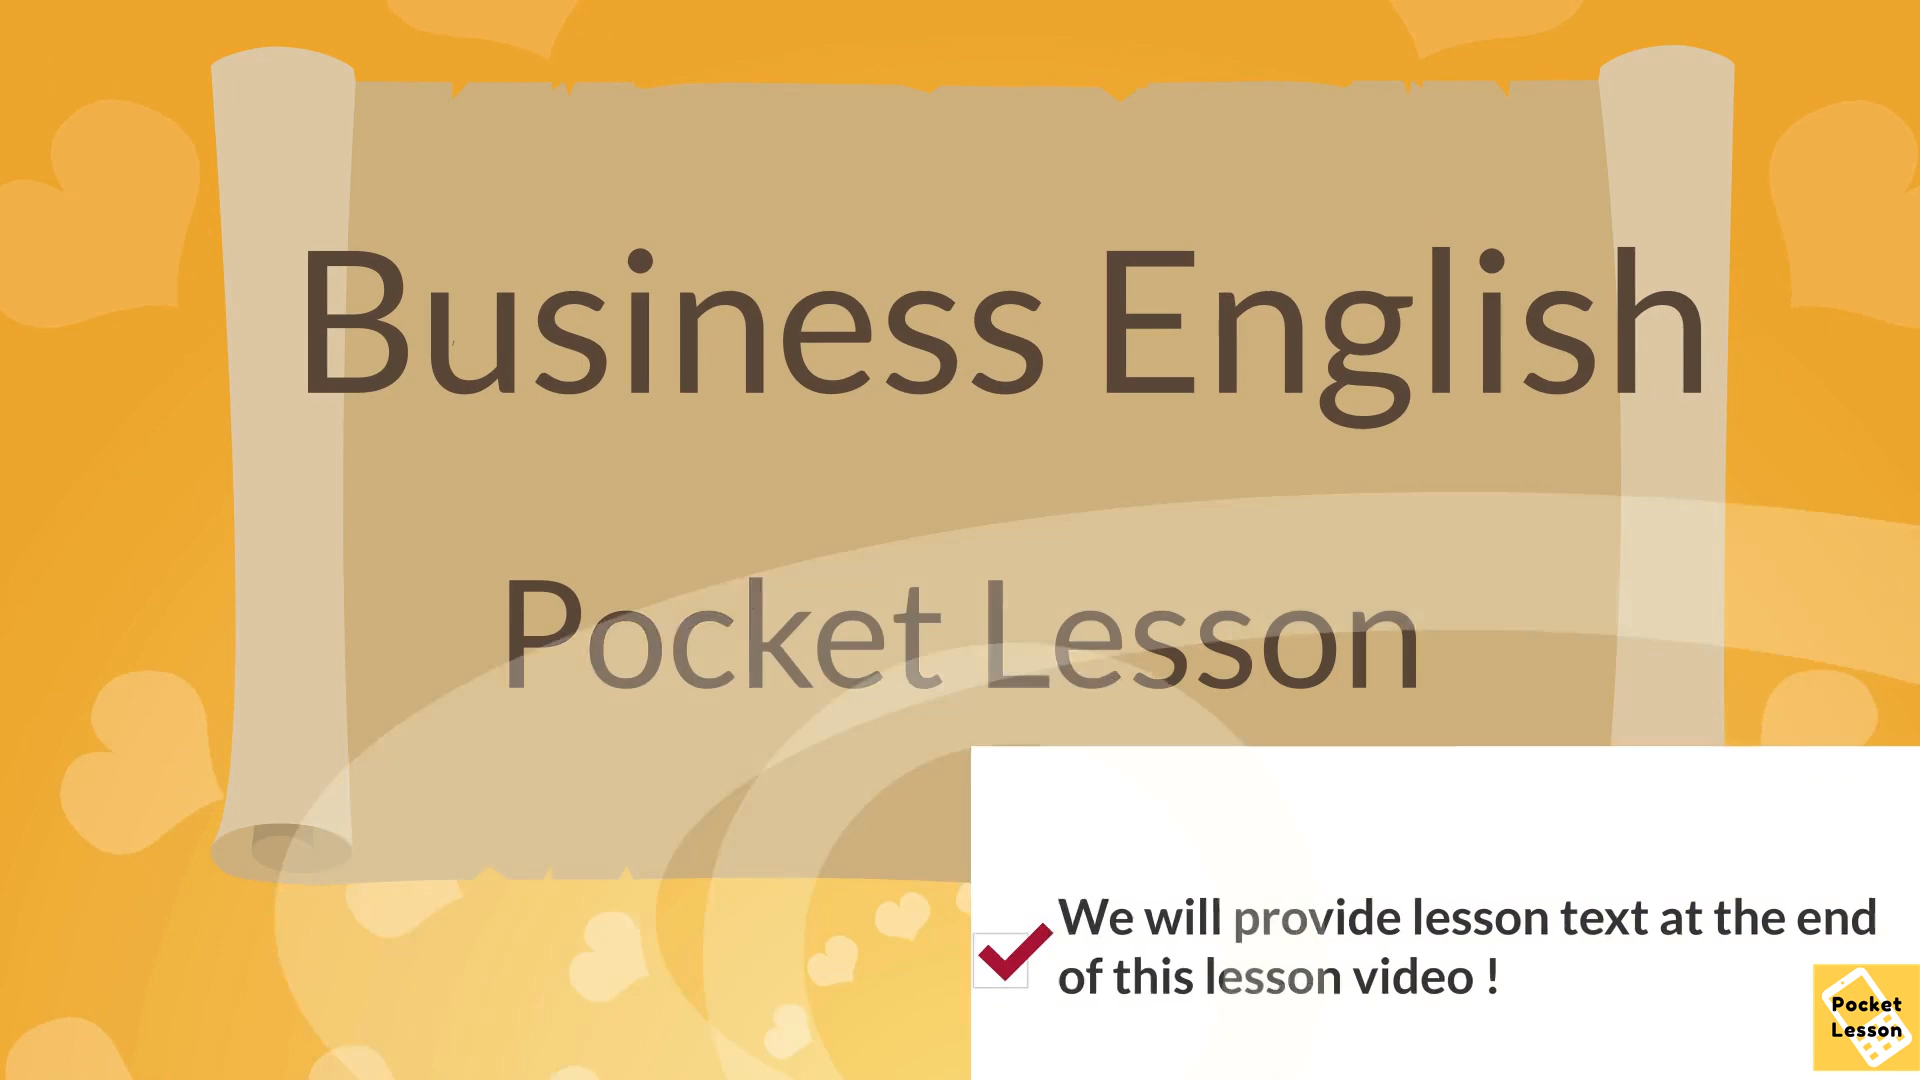 Business English
Pocket Lesson
We will provide lesson text at the end
of this lesson video !
Pocket
Lesson